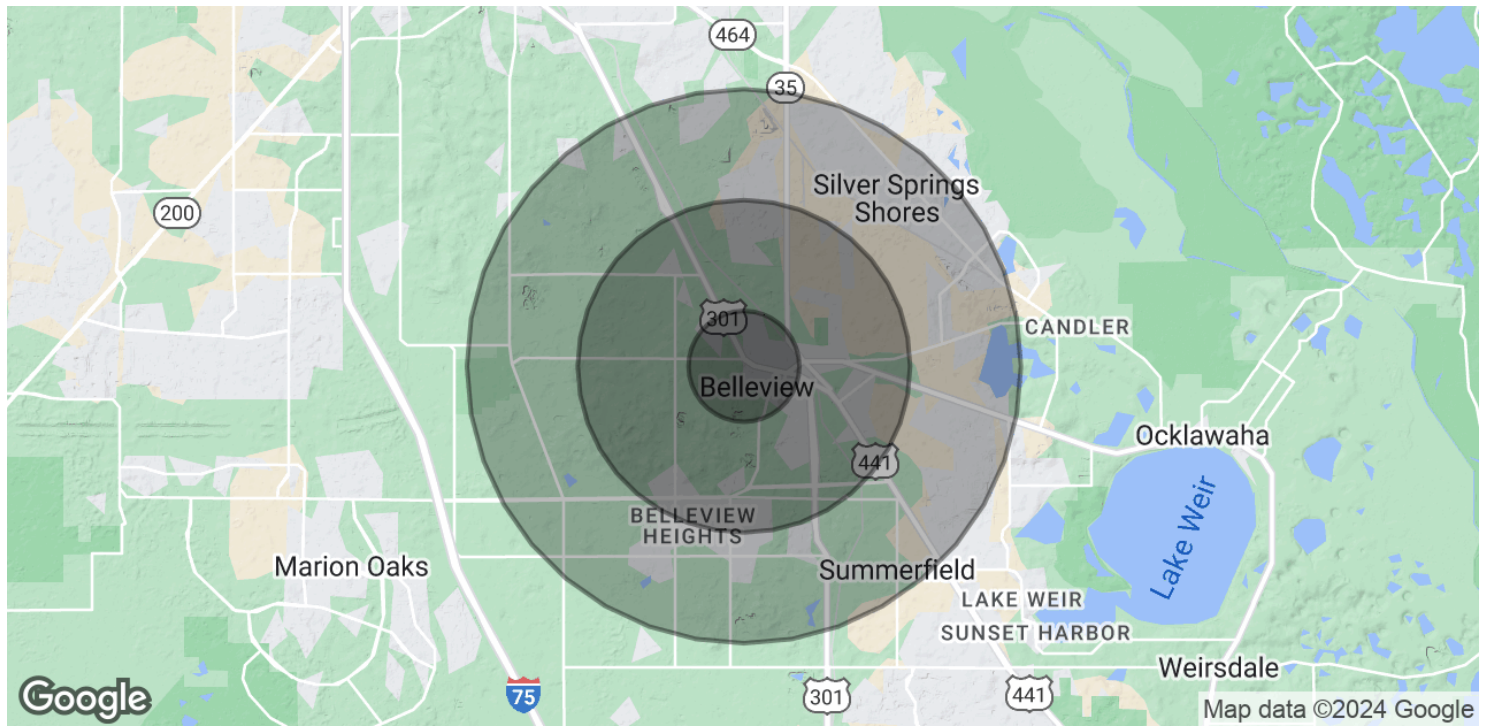 464
35
Silver Springs
Shores
200
301
CANDLER
Belleview
Ocklawaha
441
Lake Weir
BELLEVIEW
HEIGHTS
Marion Oaks
Summerfield
LAKE WEIR
SUNSET HARBOR
Weirsdale
Google
75
301
441
Map data ©2024 Google